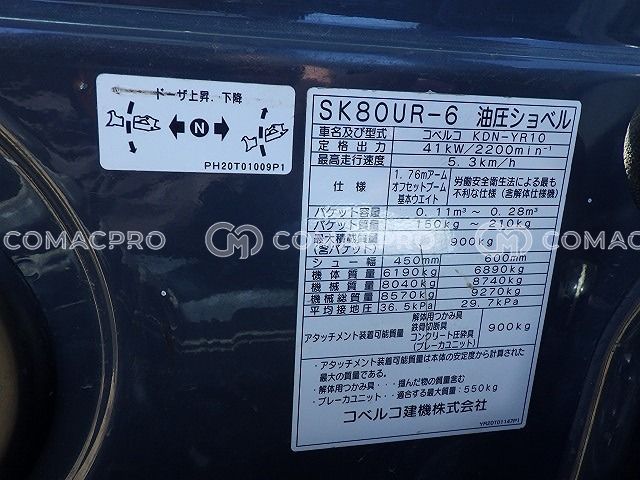 ドーザ上昇、下降
N
PH20T01009P1
SK80UR-6 油圧ショベル
車名及び型式 コベルコ KDN-YR10
定格出力 41kW/2200min⁻¹
最高走行速度 5.3km/h
仕様 1.76mアーム オフセットブーム 基本ウエイト 労働安全衛生法による最も不利な仕様(含解体仕様機)
バケット容量 0.11m³ ~ 0.28m³
バケット質量 150kg ~ 210kg
最大積載質量 (含バケット) 900kg
シュー幅 450mm 600mm
機体質量 6190kg 6890kg
機械質量 8040kg 8740kg
機械総質量 8570kg 9270kg
平均接地圧 36.5kPa 29.7kPa
アタッチメント装着可能質量 解体用つかみ具 鉄骨切断具 コンクリート圧砕具 (ブレーカユニット) 900kg
・アタッチメント装着可能質量は本体の安定度から計算された
最大の質量である。
・解体用つかみ具...掴んだ物の質量含む
・ブレーカユニット...適合する最大質量:550kg
コベルコ建機株式会社
YH20T01147P1
COMACPRO
COMACPRO
COMACPRO